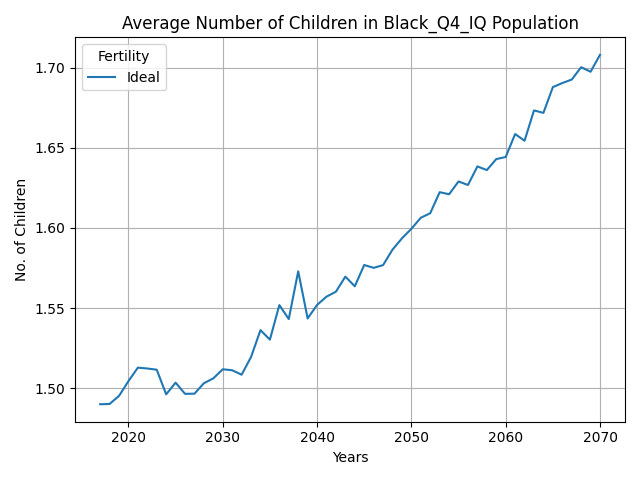 Average Number of Children in Black_Q4_IQ Population
Fertility
Ideal
No. of Children
1.70
1.65
1.60
1.55
1.50
2020 2030 2040 2050 2060 2070
Years